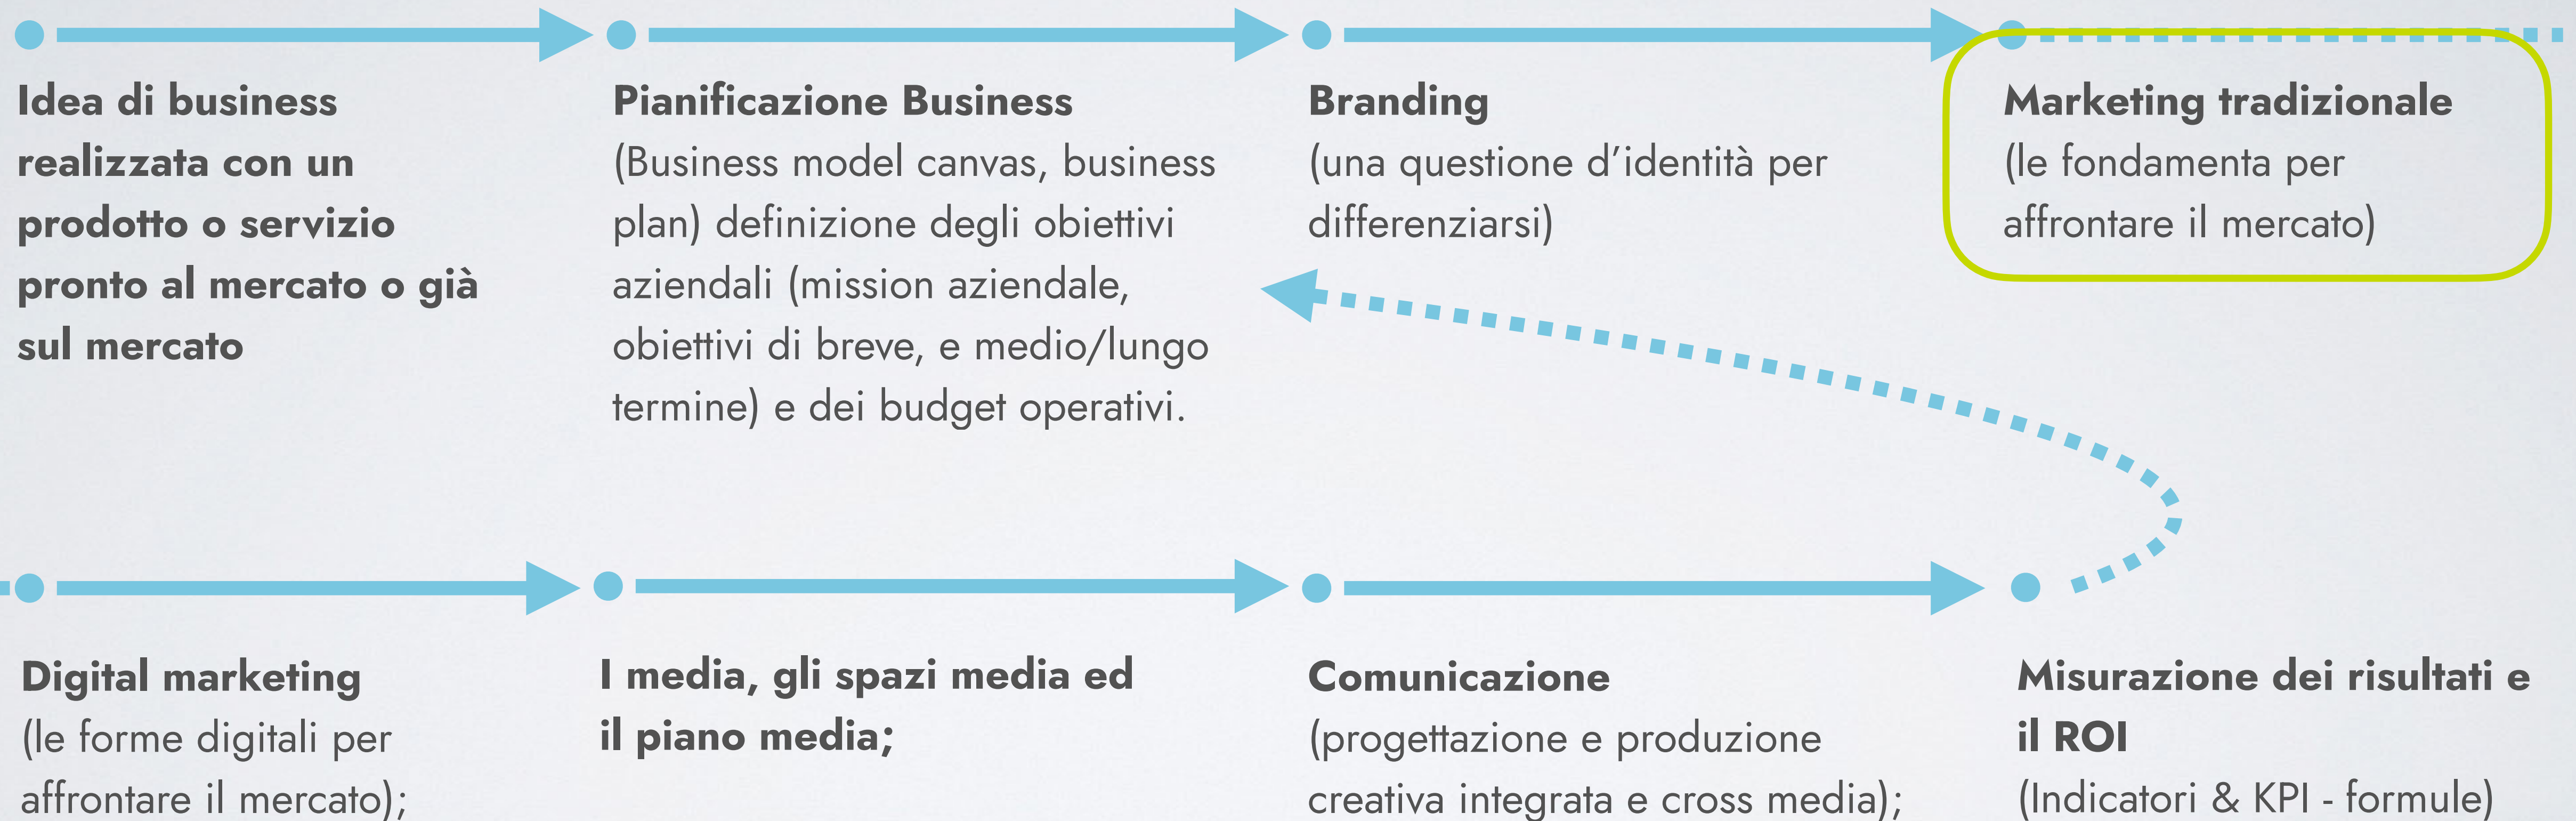 Idea di business
realizzata con un
prodotto o servizio
pronto al mercato o già
sul mercato
Pianificazione Business
(Business model canvas, business
plan) definizione degli obiettivi
aziendali (mission aziendale,
obiettivi di breve, e medio/lungo
termine) e dei budget operativi.
Branding
(una questione d’identità per
differenziarsi)
Marketing tradizionale
(le fondamenta per
affrontare il mercato)
Digital marketing
(le forme digitali per
affrontare il mercato);
I media, gli spazi media ed
il piano media;
Comunicazione
(progettazione e produzione
creativa integrata e cross media);
Misurazione dei risultati e
il ROI
(Indicatori & KPI - formule)